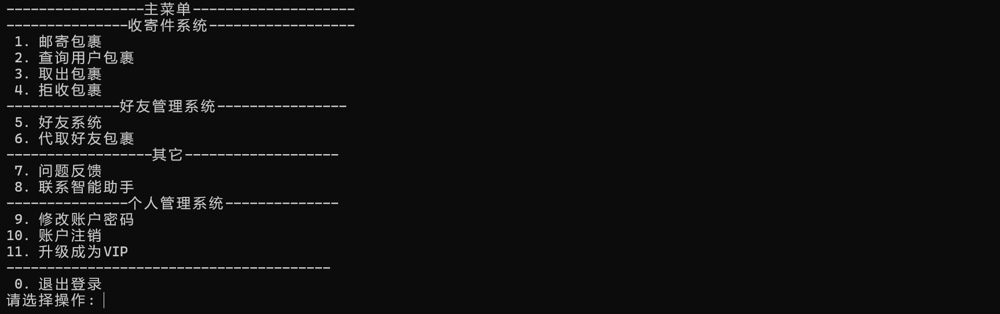 -----------------主菜单--------------------
---------------收寄件系统------------------
 1. 邮寄包裹
 2. 查询用户包裹
 3. 取出包裹
 4. 拒收包裹
--------------好友管理系统----------------
 5. 好友系统
 6. 代取好友包裹
------------------其它-------------------
 7. 问题反馈
 8. 联系智能助手
---------------个人管理系统--------------
 9. 修改账户密码
10. 账户注销
11. 升级成为VIP
----------------------------------------
 0. 退出登录
请选择操作: